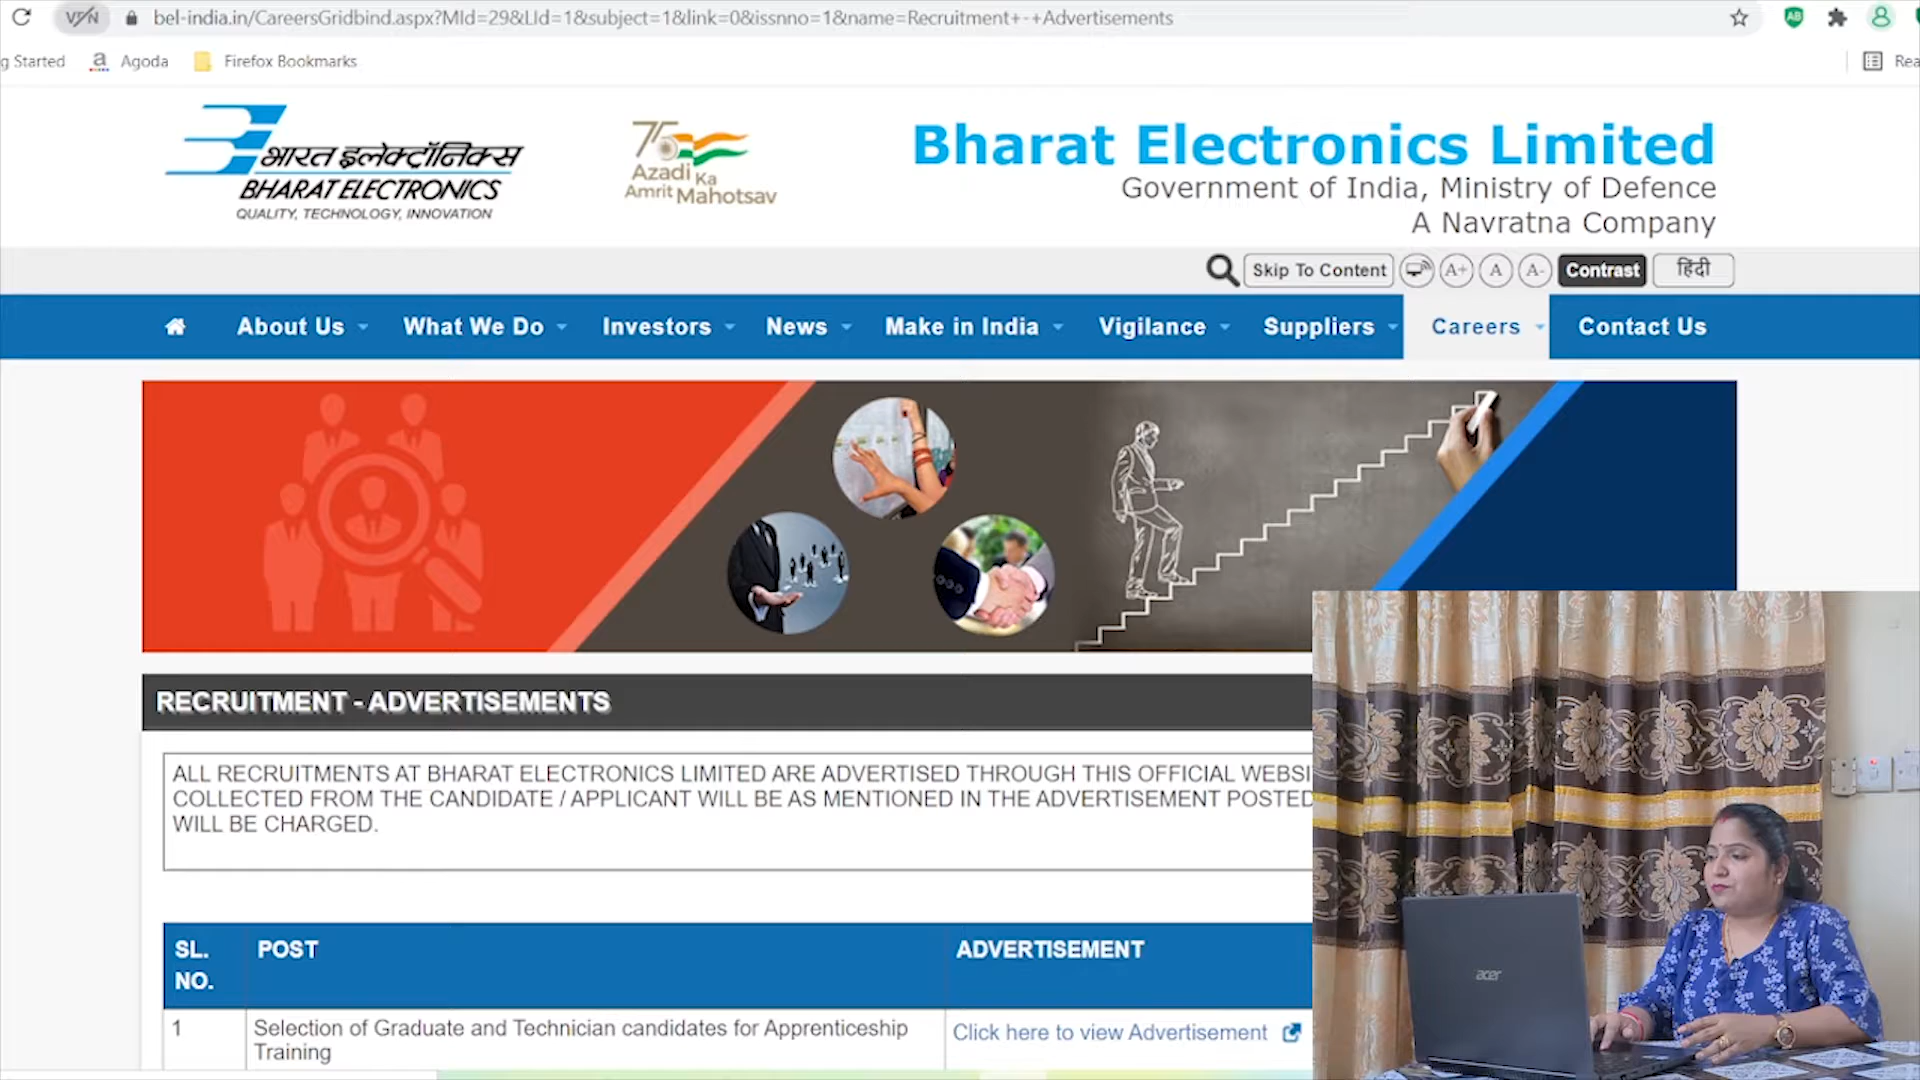 VPN bel-india.in/CareersGridbind.aspx?MId=29&LId=1&subject=1&link=0&issnno=1&name=Recruitment+-+Advertisements
g Started a Agoda Firefox Bookmarks Rea
भारत इलेक्ट्रॉनिक्स
BHARAT ELECTRONICS
QUALITY, TECHNOLOGY, INNOVATION
75
Azadi Ka
Amrit Mahotsav
Bharat Electronics Limited
Government of India, Ministry of Defence
A Navratna Company
Skip To Content A+ A A- Contrast हिंदी
About Us What We Do Investors News Make in India Vigilance Suppliers Careers Contact Us
RECRUITMENT - ADVERTISEMENTS
ALL RECRUITMENTS AT BHARAT ELECTRONICS LIMITED ARE ADVERTISED THROUGH THIS OFFICIAL WEBSI
COLLECTED FROM THE CANDIDATE / APPLICANT WILL BE AS MENTIONED IN THE ADVERTISEMENT POSTED
WILL BE CHARGED.
SL. NO. POST ADVERTISEMENT
1 Selection of Graduate and Technician candidates for Apprenticeship Training Click here to view Advertisement
acer